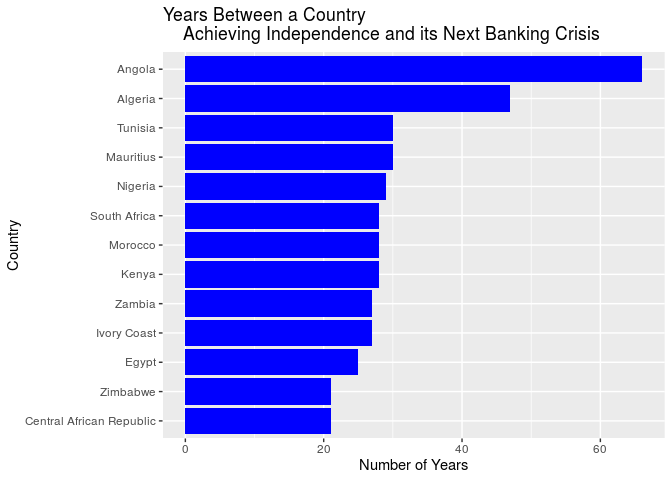 Years Between a Country
Achieving Independence and its Next Banking Crisis
Angola
Algeria
Tunisia
Mauritius
Nigeria
South Africa
Morocco
Kenya
Zambia
Ivory Coast
Egypt
Zimbabwe
Central African Republic
Country
0 20 40 60
Number of Years